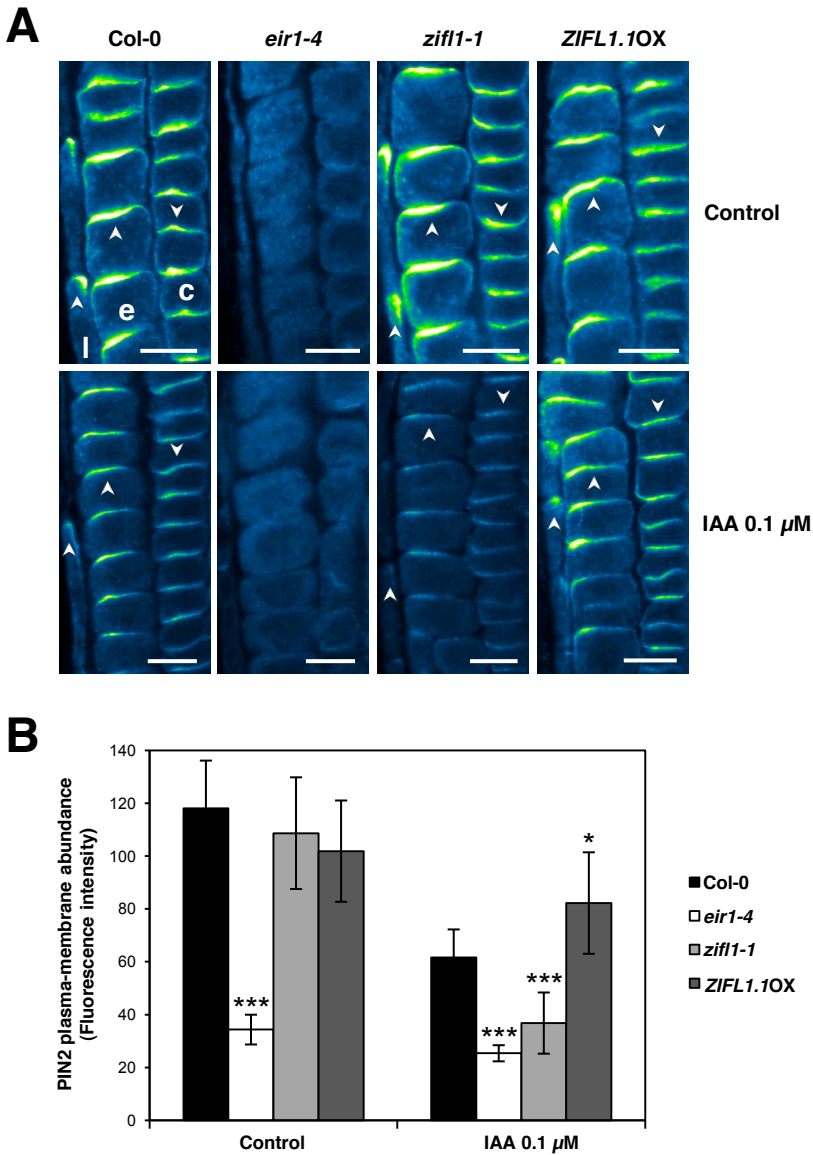 A
Col-0 eir1-4 zifl1-1 ZIFL1.1OX
Control
l e c
IAA 0.1 µM
B
PIN2 plasma-membrane abundance
(Fluorescence intensity)
140
120
100
80
60
40
20
0
***
***
***
*
Control IAA 0.1 µM
Col-0
eir1-4
zifl1-1
ZIFL1.1OX